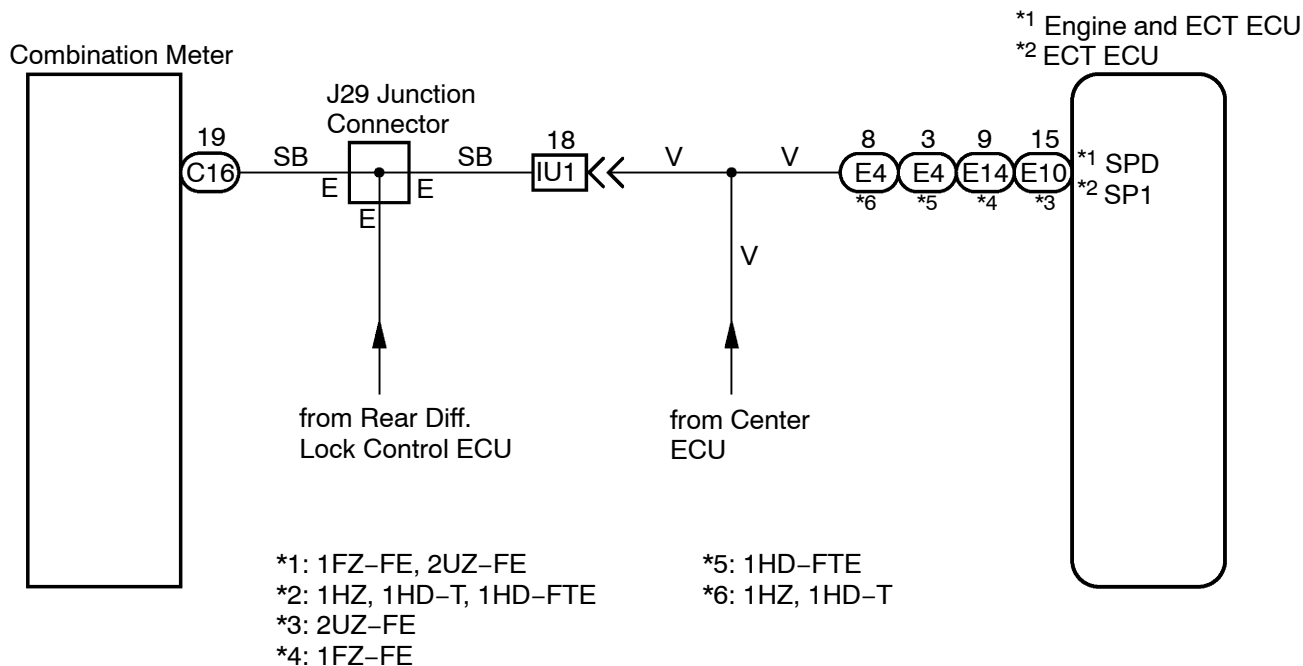 *1 Engine and ECT ECU
*2 ECT ECU
Combination Meter
J29 Junction
Connector
19
18
8
3
9
15
C16
SB
SB
IU1
V
V
E4
E4
E14
E10
*1 SPD
*2 SP1
E
E
E
*6
*5
*4
*3
V
from Rear Diff.
Lock Control ECU
from Center
ECU
*1: 1FZ−FE, 2UZ−FE
*2: 1HZ, 1HD−T, 1HD−FTE
*3: 2UZ−FE
*4: 1FZ−FE
*5: 1HD−FTE
*6: 1HZ, 1HD−T